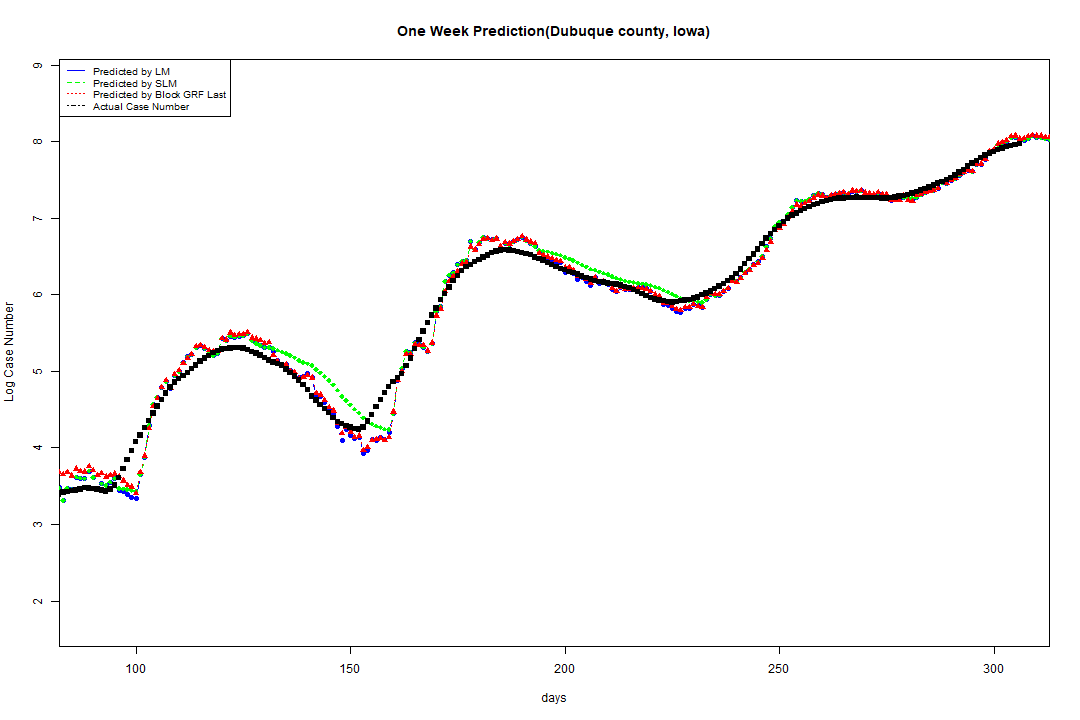 One Week Prediction(Dubuque county, Iowa)
Predicted by LM
Predicted by SLM
Predicted by Block GRF Last
Actual Case Number
9
8
7
6
5
4
3
2
Log Case Number
100 150 200 250 300
days